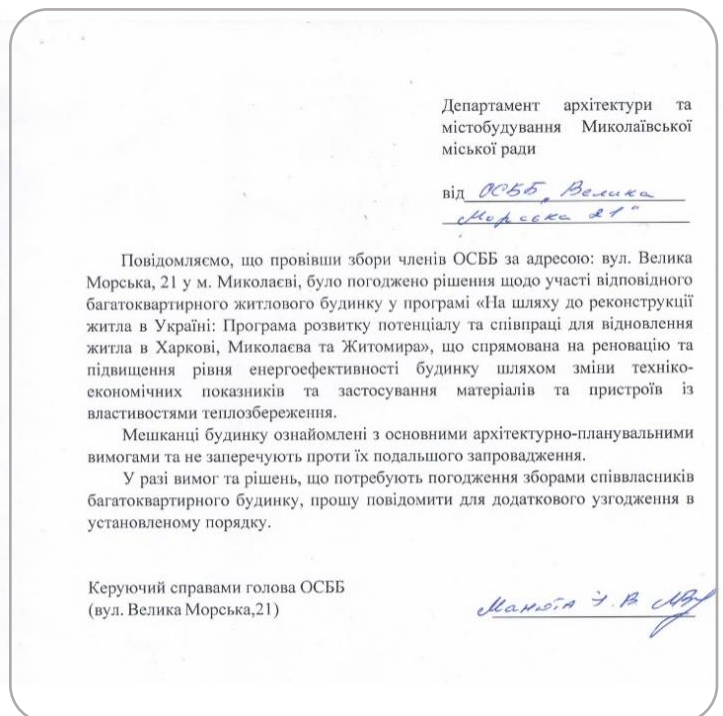 Департамент архітектури та
містобудування Миколаївської
міської ради
від ОСББ „Велика
Морська 21"
Повідомляємо, що провівши збори членів ОСББ за адресою: вул. Велика
Морська, 21 у м. Миколаєві, було погоджено рішення щодо участі відповідного
багатоквартирного житлового будинку у програмі «На шляху до реконструкції
житла в Україні: Програма розвитку потенціалу та співпраці для відновлення
житла в Харкові, Миколаєва та Житомира», що спрямована на реновацію та
підвищення рівня енергоефективності будинку шляхом зміни техніко-
економічних показників та застосування матеріалів та пристроїв із
властивостями теплозбереження.
Мешканці будинку ознайомлені з основними архітектурно-планувальними
вимогами та не заперечують проти їх подальшого запровадження.
У разі вимог та рішень, що потребують погодження зборами співвласників
багатоквартирного будинку, прошу повідомити для додаткового узгодження в
установленому порядку.
Керуючий справами голова ОСББ
(вул. Велика Морська,21)